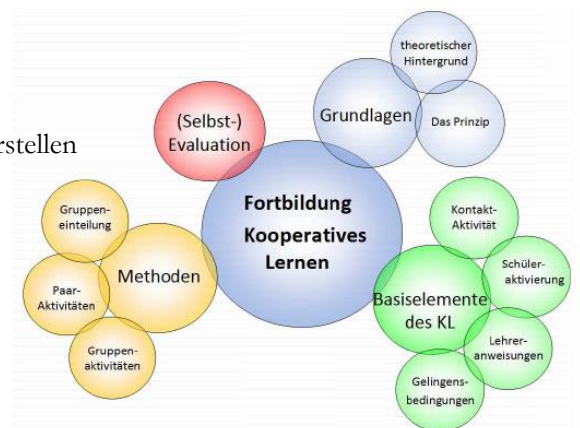 theoretischer
Hintergrund
Grundlagen
Das Prinzip
(Selbst-)
Evaluation
rstellen
Fortbildung
Kooperatives
Lernen
Gruppen-
einteilung
Methoden
Paar-
Aktivitäten
Gruppen-
aktivitäten
Kontakt-
Aktivität
Schüler-
aktivierung
Basiselemente
des KL
Lehrer-
anweisungen
Gelingens-
bedingungen